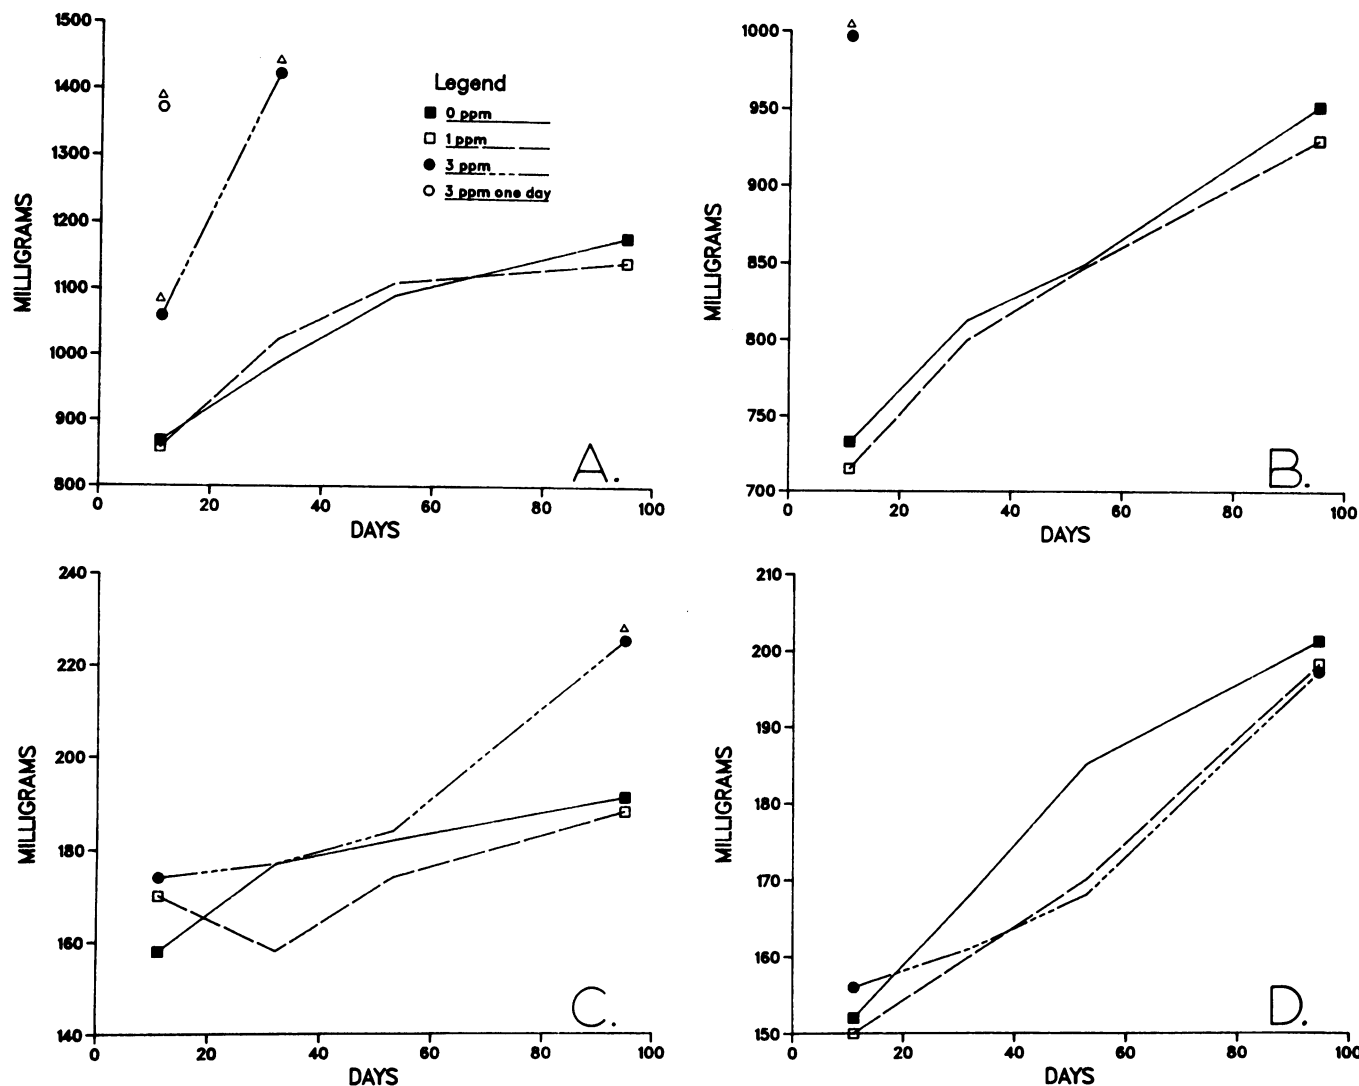 1500
1400
1300
1200
1100
1000
900
800
MILLIGRAMS
0 20 40 60 80 100
DAYS
Legend
0 ppm
1 ppm
3 ppm
3 ppm one day
A.
1000
950
900
850
800
750
700
MILLIGRAMS
0 20 40 60 80 100
DAYS
B.
240
220
200
180
160
140
MILLIGRAMS
0 20 40 60 80 100
DAYS
C.
210
200
190
180
170
160
150
MILLIGRAMS
0 20 40 60 80 100
DAYS
D.